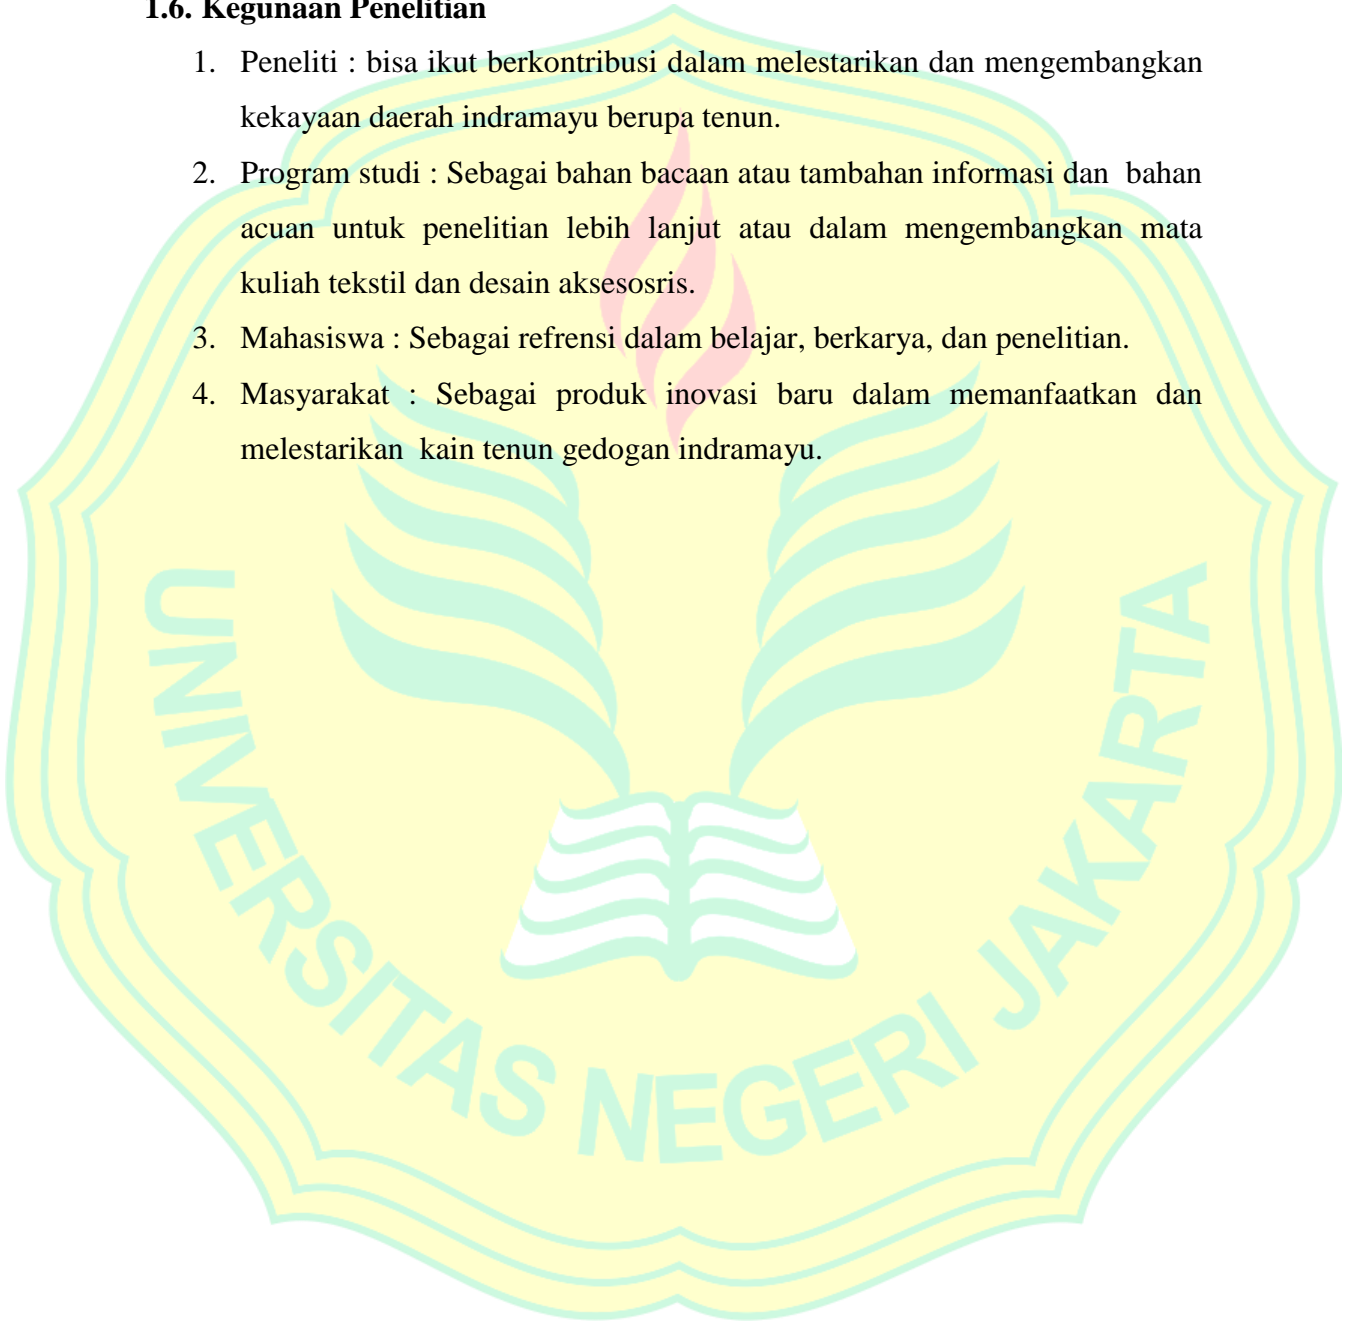 1.6. Kegunaan Penelitian
1. Peneliti : bisa ikut berkontribusi dalam melestarikan dan mengembangkan
kekayaan daerah indramayu berupa tenun.
2. Program studi : Sebagai bahan bacaan atau tambahan informasi dan  bahan
acuan untuk penelitian lebih lanjut atau dalam mengembangkan mata
kuliah tekstil dan desain aksesosris.
3. Mahasiswa : Sebagai refrensi dalam belajar, berkarya, dan penelitian.
4. Masyarakat : Sebagai produk inovasi baru dalam memanfaatkan dan
melestarikan  kain tenun gedogan indramayu.
UNIVERSITAS NEGERI JAKARTA